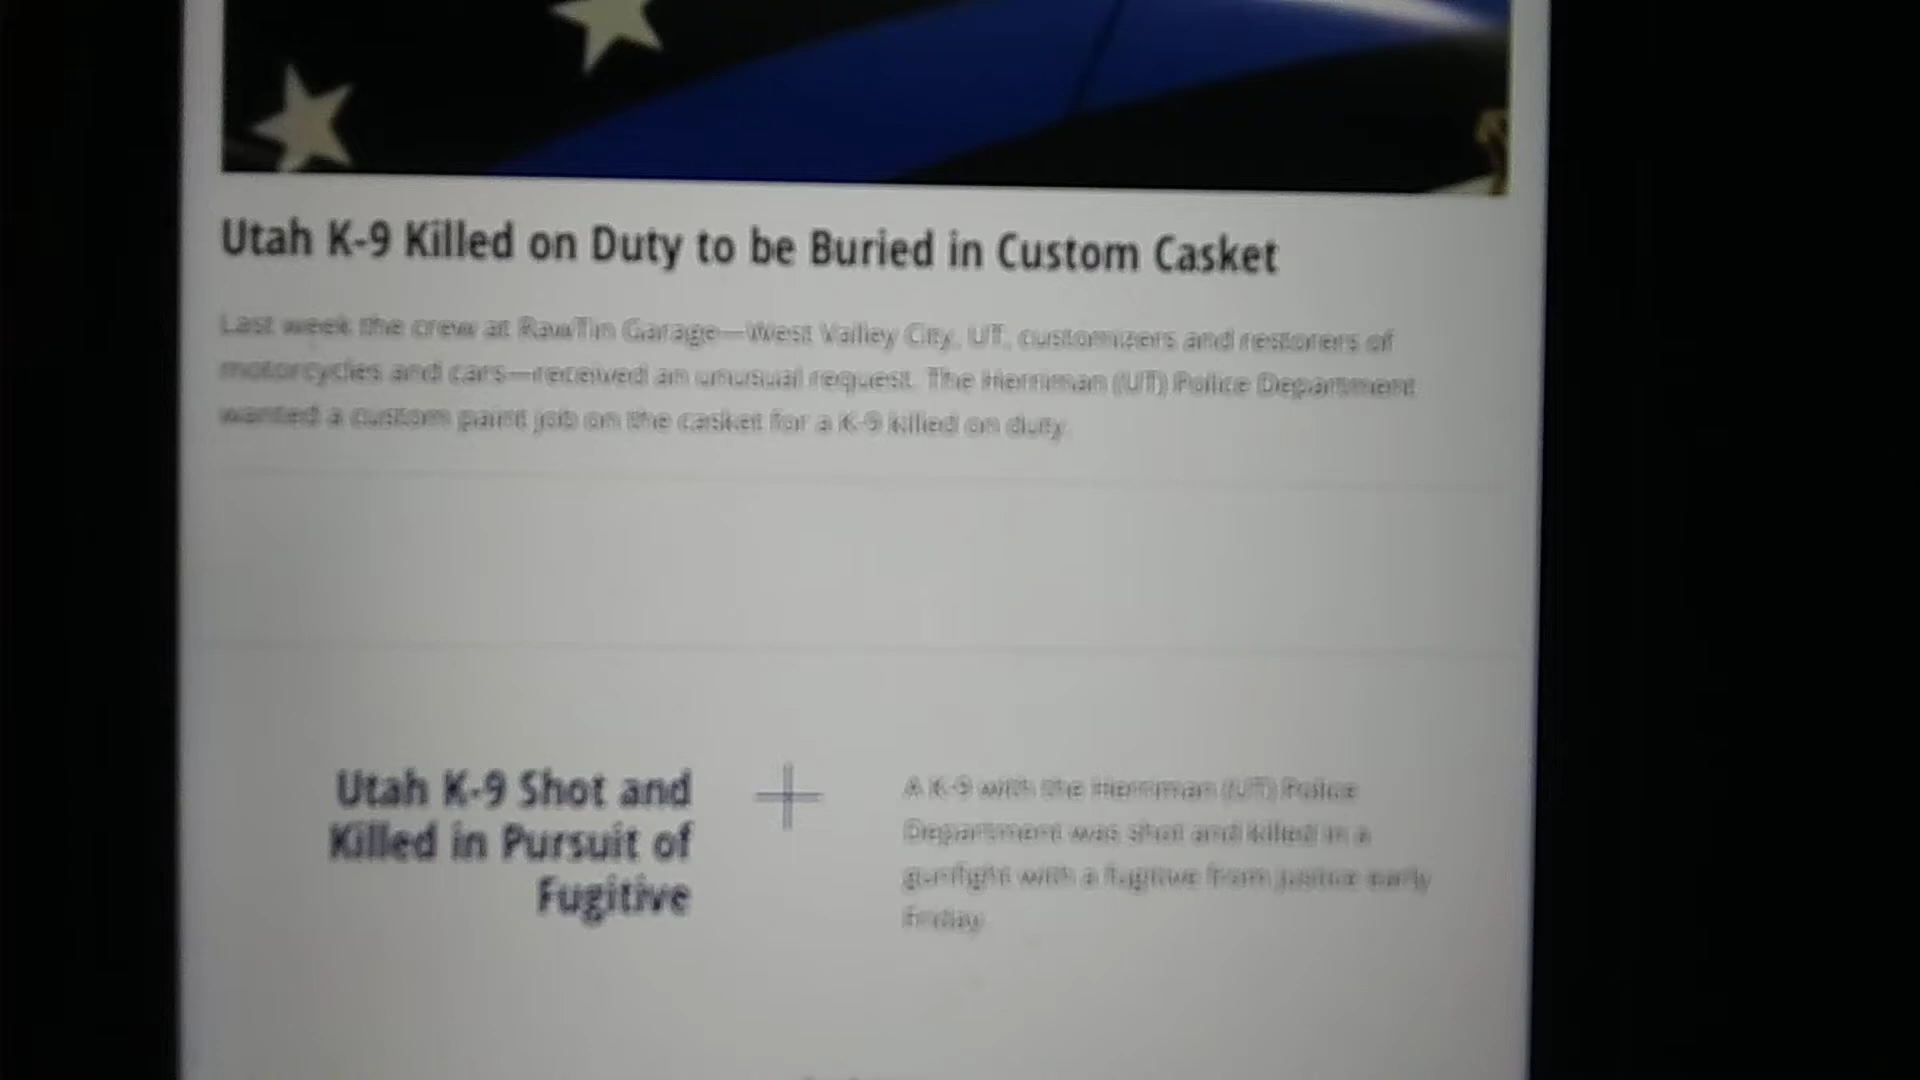 Utah K-9 Killed on Duty to be Buried in Custom Casket
Last week the crew at RawTin Garage—West Valley City, UT, customizers and restorers of
motorcycles and cars—received an unusual request. The Herriman (UT) Police Department
wanted a custom paint job on the casket for a K-9 killed on duty.
Utah K-9 Shot and
Killed in Pursuit of
Fugitive
A K-9 with the Herriman (UT) Police
Department was shot and killed in a
gunfight with a fugitive from justice early
Friday.